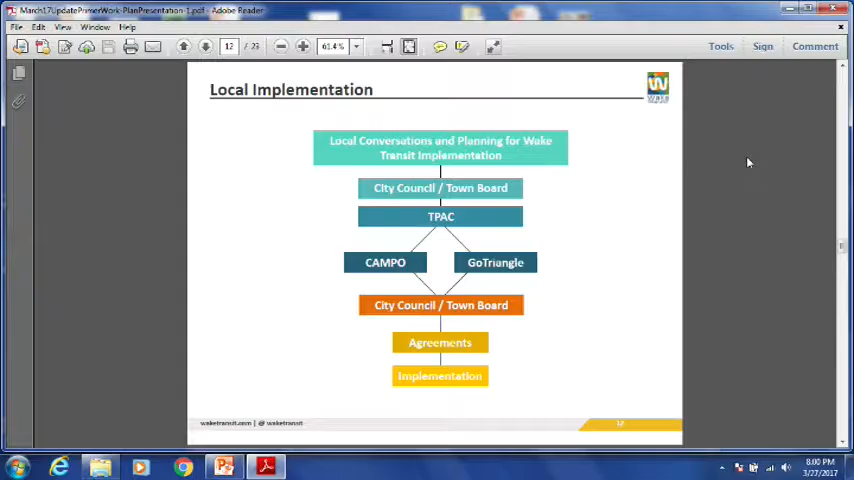 March17UpdatePrimerWork-PlanPresentation-1.pdf - Adobe Reader
File Edit View Window Help
12 / 23 61.4% Tools Sign Comment
Local Implementation
Local Conversations and Planning for Wake
Transit Implementation
City Council / Town Board
TPAC
CAMPO GoTriangle
City Council / Town Board
Agreements
Implementation
waketransit.com | @ waketransit 12
8:00 PM
3/27/2017